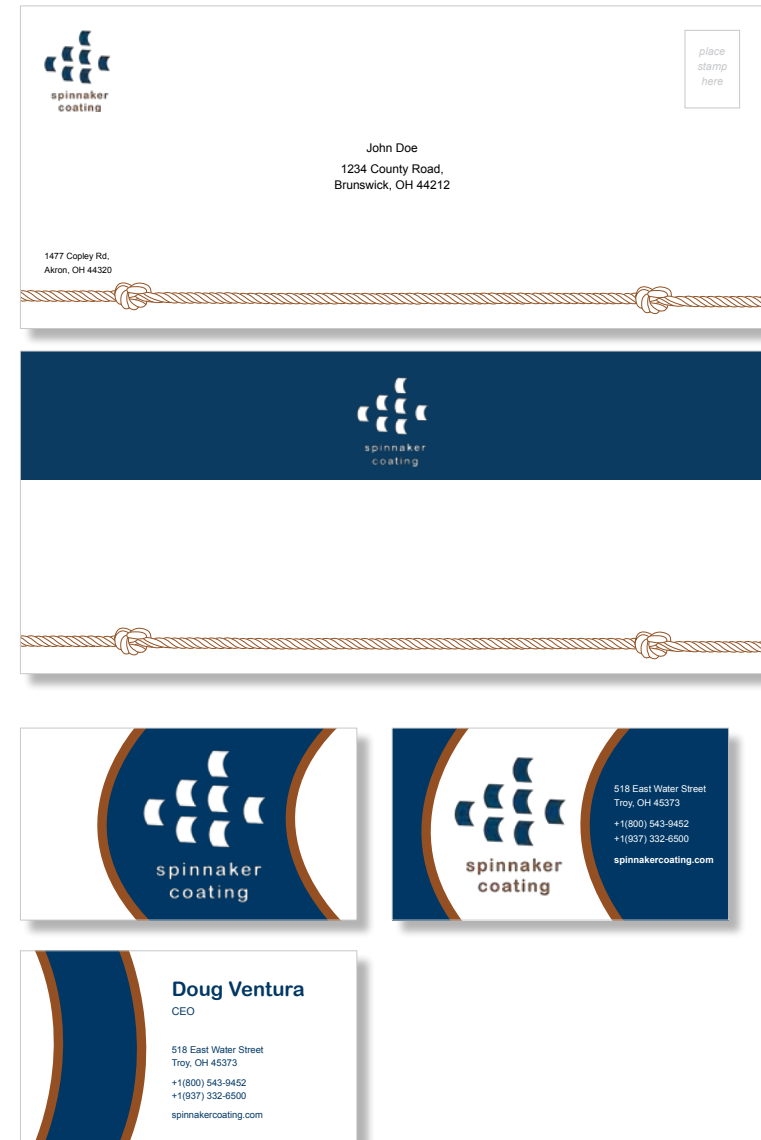 spinnaker
coating
place
stamp
here
John Doe
1234 County Road,
Brunswick, OH 44212
1477 Copley Rd,
Akron, OH 44320
spinnaker
coating
spinnaker
coating
spinnaker
coating
518 East Water Street
Troy, OH 45373
+1(800) 543-9452
+1(937) 332-6500
spinnakercoating.com
Doug Ventura
CEO
518 East Water Street
Troy, OH 45373
+1(800) 543-9452
+1(937) 332-6500
spinnakercoating.com